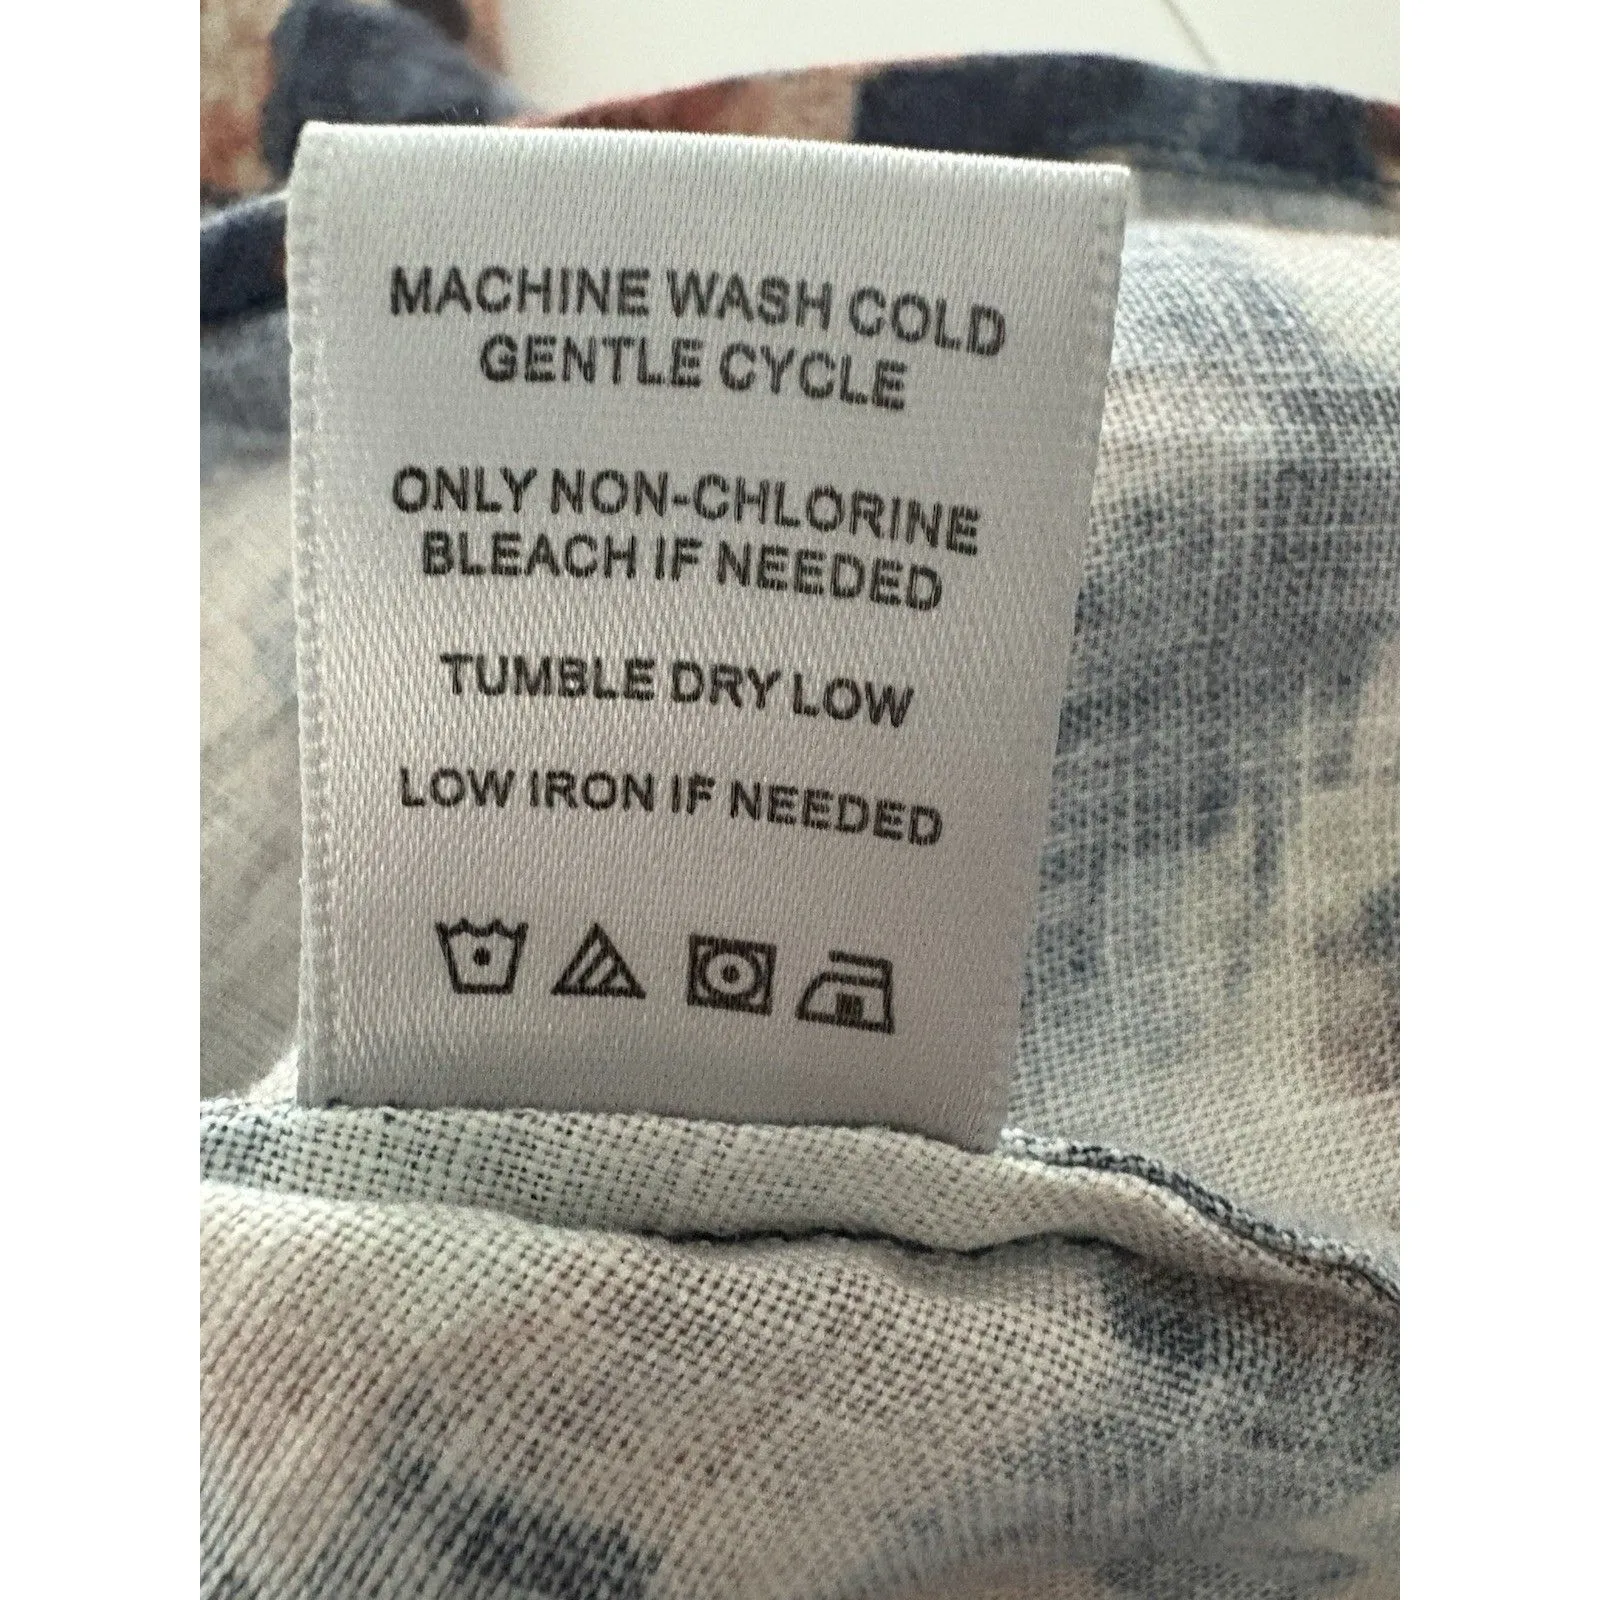 MACHINE WASH COLD
GENTLE CYCLE
ONLY NON-CHLORINE
BLEACH IF NEEDED
TUMBLE DRY LOW
LOW IRON IF NEEDED